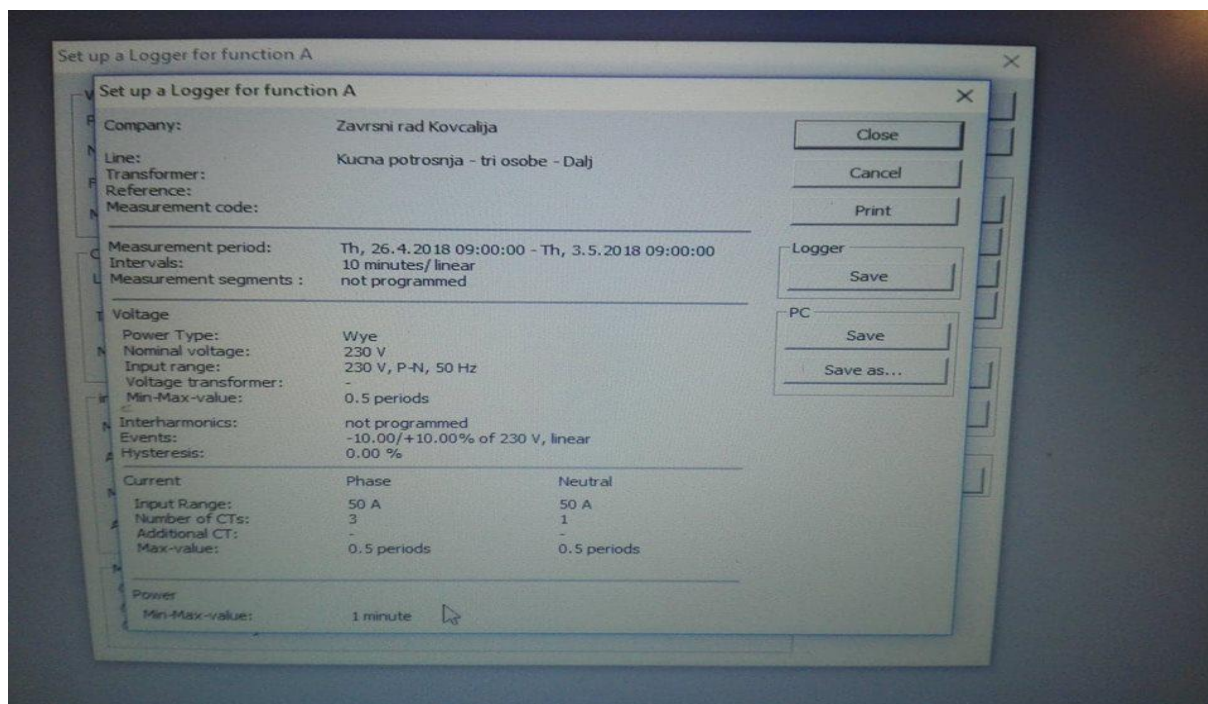 Set up a Logger for function A
Set up a Logger for function A
Company: Zavrsni rad Kovcalija
Close
Line: Kucna potrosnja - tri osobe - Dalj
Transformer:
Cancel
Reference:
Measurement code:
Print
Measurement period: Th, 26.4.2018 09:00:00 - Th, 3.5.2018 09:00:00
Logger
Intervals: 10 minutes/ linear
Measurement segments : not programmed
Save
Voltage
PC
Power Type: Wye
Save
Nominal voltage: 230 V
Input range: 230 V, P-N, 50 Hz
Save as...
Voltage transformer: -
Min-Max-value: 0.5 periods
Interharmonics: not programmed
Events: -10.00/+10.00% of 230 V, linear
Hysteresis: 0.00 %
Current Phase Neutral
Input Range: 50 A 50 A
Number of CTs: 3 1
Additional CT: - -
Max-value: 0.5 periods 0.5 periods
Power
Min-Max-value: 1 minute